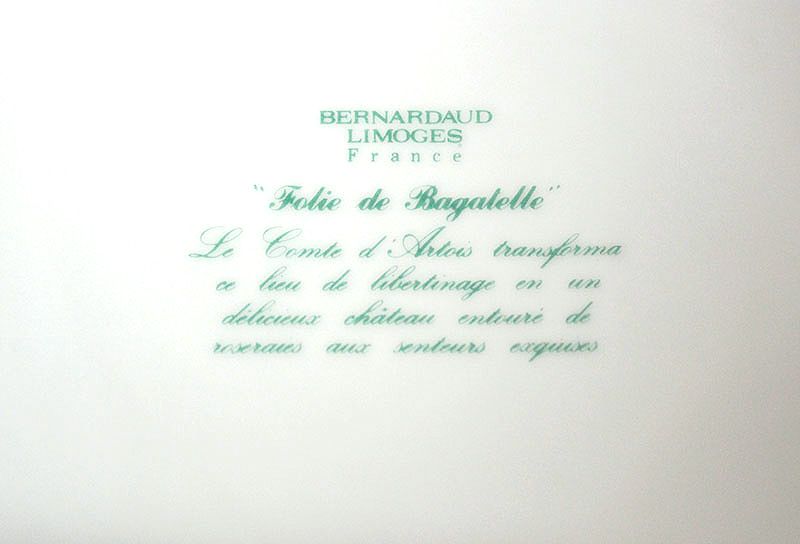 BERNARDAUD
LIMOGES
France
"Folie de Bagatelle"
Le Comte d'Artois transforma
ce lieu de libertinage en un
délicieux château entouré de
roseraies aux senteurs exquises